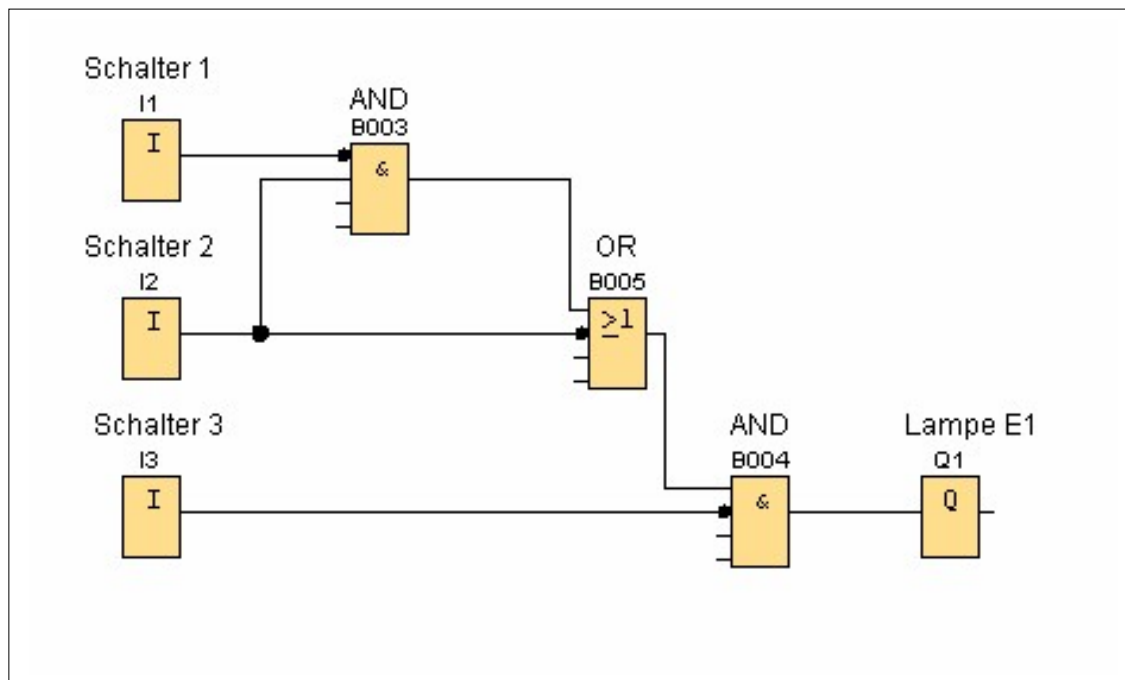 Schalter 1
I1
I
AND
B003
&
Schalter 2
I2
I
OR
B005
≥1
Schalter 3
I3
I
AND
B004
&
Lampe E1
Q1
Q